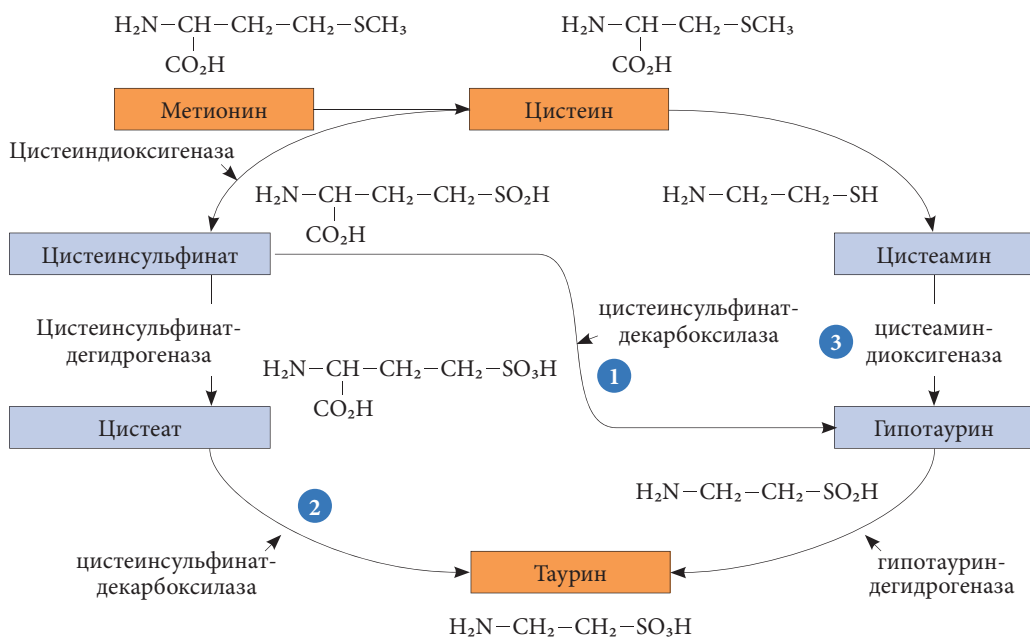 H₂N–CH–CH₂–CH₂–SCH₃
CO₂H
H₂N–CH–CH₂–CH₂–SCH₃
CO₂H
Метионин
Цистеин
Цистеиндиоксигеназа
H₂N–CH–CH₂–CH₂–SO₂H
CO₂H
H₂N–CH₂–CH₂–SH
Цистеинсульфинат
Цистеамин
Цистеинсульфинат-
дегидрогеназа
цистеинсульфинат-
декарбоксилаза
1
3
цистеамин-
диоксигеназа
H₂N–CH–CH₂–CH₂–SO₃H
CO₂H
Цистеат
Гипотаурин
H₂N–CH₂–CH₂–SO₂H
2
цистеинсульфинат-
декарбоксилаза
Таурин
гипотаурин-
дегидрогеназа
H₂N–CH₂–CH₂–SO₃H